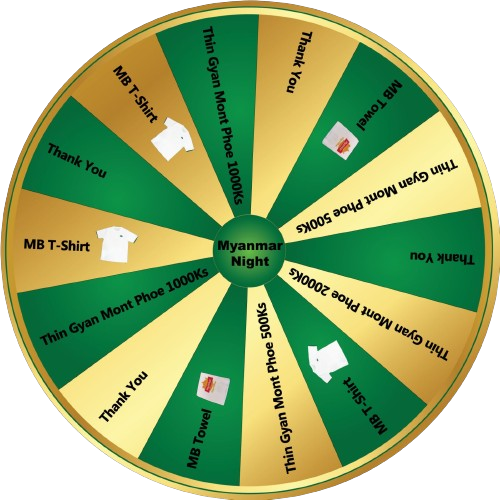 Thin Gyan Mont Phoe 1000Ks
Thank You
MB Towel
Thin Gyan Mont Phoe 500Ks
Thank You
Thin Gyan Mont Phoe 2000Ks
MB T-Shirt
Thin Gyan Mont Phoe 500Ks
MB Towel
Thank You
Thin Gyan Mont Phoe 1000Ks
MB T-Shirt
Thank You
MB T-Shirt
Myanmar
Night